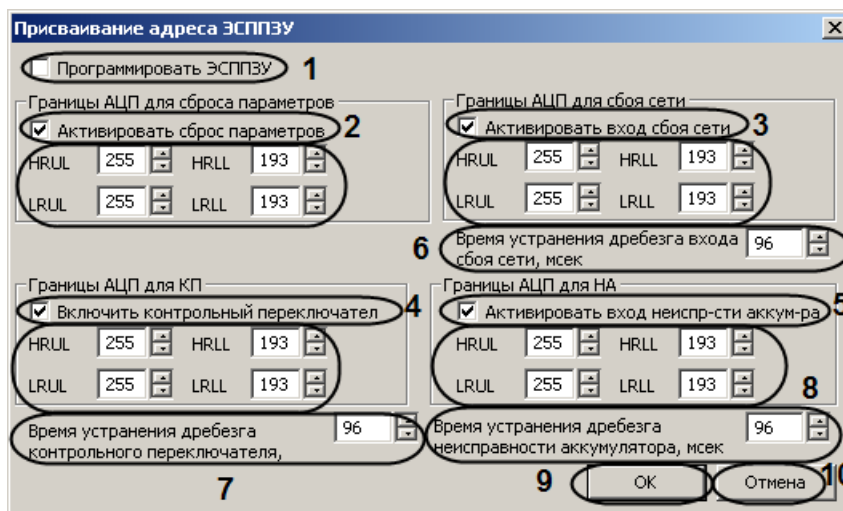 Присваивание адреса ЭСППЗУ
Программировать ЭСППЗУ 1
Границы АЦП для сброса параметров
Активировать сброс параметров 2
HRUL 255 HRLL 193
LRUL 255 LRLL 193
Границы АЦП для сбоя сети
Активировать вход сбоя сети 3
HRUL 255 HRLL 193
LRUL 255 LRLL 193
6 Время устранения дребезга входа 96
сбоя сети, мсек
Границы АЦП для КП
Включить контрольный переключател 4
HRUL 255 HRLL 193
LRUL 255 LRLL 193
Границы АЦП для НА
Активировать вход неиспр-сти аккум-ра 5
HRUL 255 HRLL 193
LRUL 255 LRLL 193
8
Время устранения дребезга 96
контрольного переключателя,
7
Время устранения дребезга 96
неисправности аккумулятора, мсек
9 OK Отмена 10